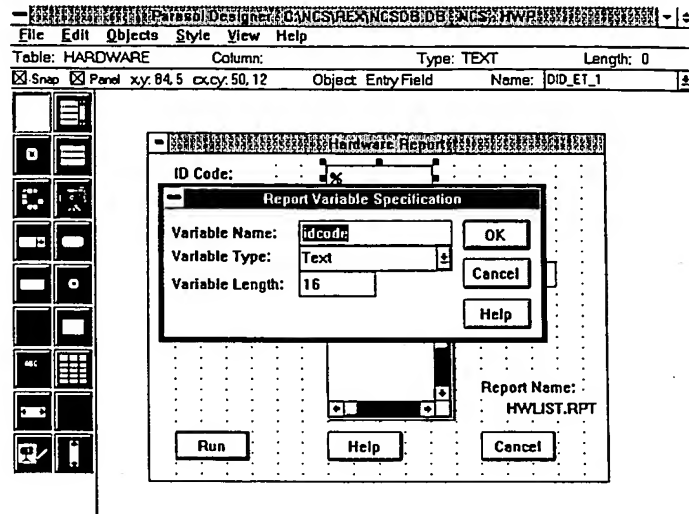 Parasol Designer: C:\NCS\REX\NCSDB.DB (NCS): HWP
File Edit Objects Style View Help
Table: HARDWARE Column: Type: TEXT Length: 0
Snap Panel x,y: 84, 5 cx,cy: 50, 12 Object: Entry Field Name: DID_ET_1
Hardware Report
ID Code: %
Report Variable Specification
Variable Name: idcode
OK
Variable Type: Text
Cancel
Variable Length: 16
Help
ABC
Report Name:
HWLIST.RPT
Run Help Cancel